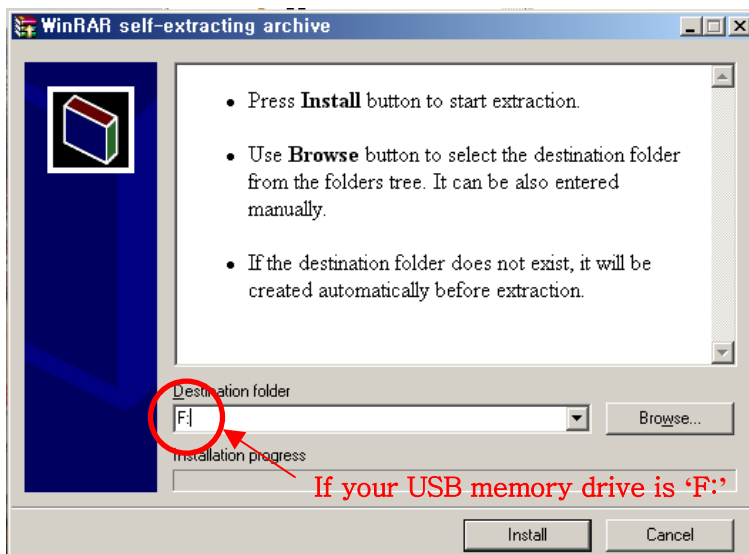 WinRAR self-extracting archive
• Press Install button to start extraction.
• Use Browse button to select the destination folder
from the folders tree. It can be also entered
manually.
• If the destination folder does not exist, it will be
created automatically before extraction.
Destination folder
F:
Browse...
Installation progress
If your USB memory drive is ‘F:’
Install
Cancel